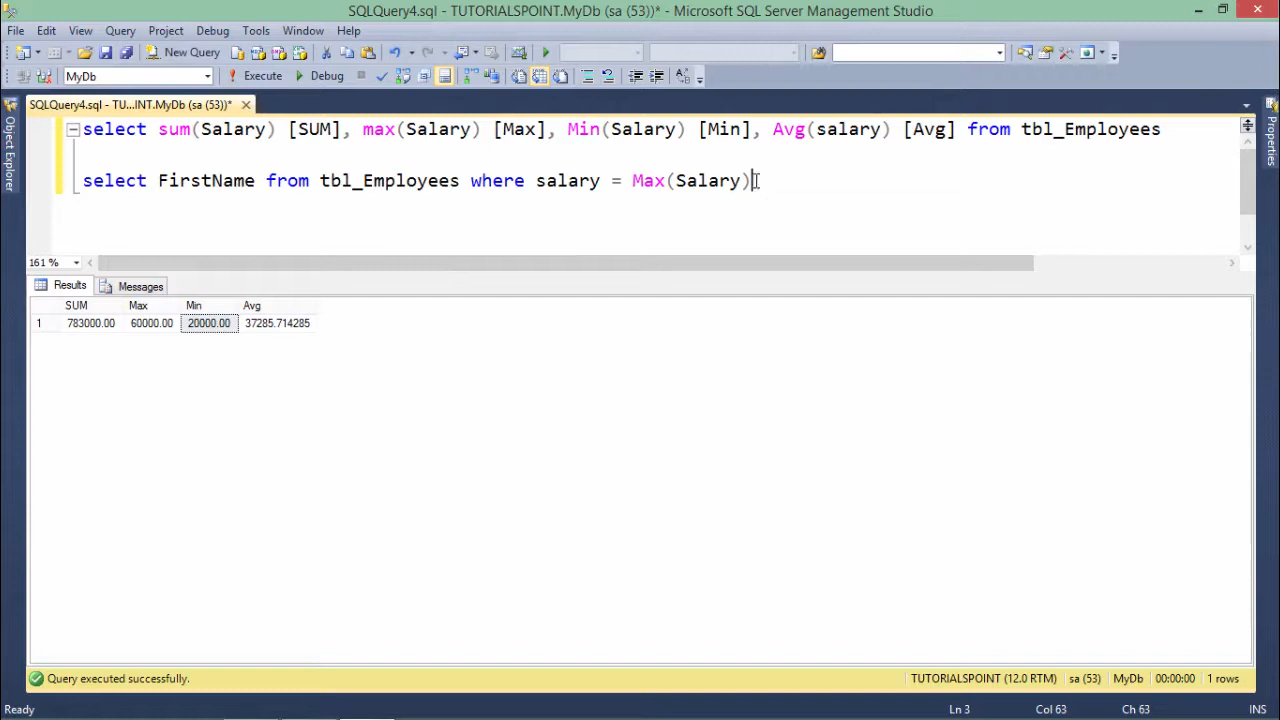 SQLQuery4.sql - TUTORIALSPOINT.MyDb (sa (53))* - Microsoft SQL Server Management Studio
File Edit View Query Project Debug Tools Window Help
New Query
MyDb Execute Debug
SQLQuery4.sql - TU...INT.MyDb (sa (53))*
Object Explorer
Properties
select sum(Salary) [SUM], max(Salary) [Max], Min(Salary) [Min], Avg(salary) [Avg] from tbl_Employees
select FirstName from tbl_Employees where salary = Max(Salary)
161 %
Results Messages
SUM Max Min Avg
1 783000.00 60000.00 20000.00 37285.714285
Query executed successfully. TUTORIALSPOINT (12.0 RTM) sa (53) MyDb 00:00:00 1 rows
Ready Ln 3 Col 63 Ch 63 INS